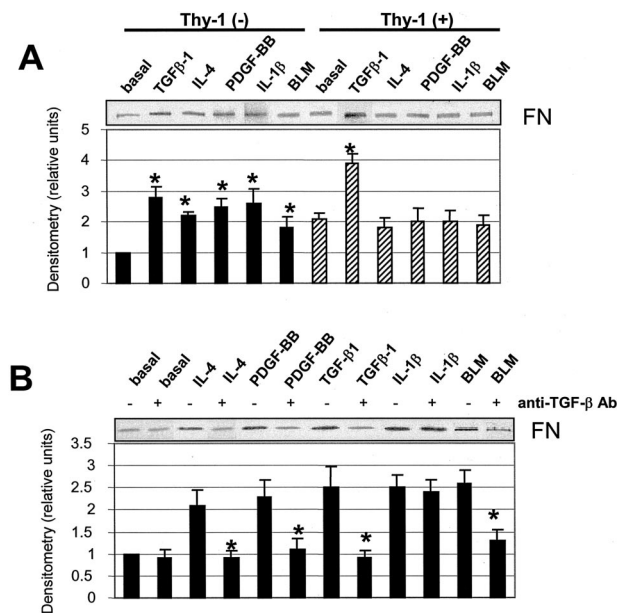 Thy-1 (-) Thy-1 (+)
A
basal TGFβ-1 IL-4 PDGF-BB IL-1β BLM basal TGFβ-1 IL-4 PDGF-BB IL-1β BLM
FN
Densitometry (relative units)
5
4
3
2
1
0
* * * * * *
B
basal basal IL-4 IL-4 PDGF-BB PDGF-BB TGF-β1 TGFβ-1 IL-1β IL-1β BLM BLM
- + - + - + - + - + - + anti-TGF-β Ab
FN
Densitometry (relative units)
3.5
3
2.5
2
1.5
1
0.5
0
* * * *